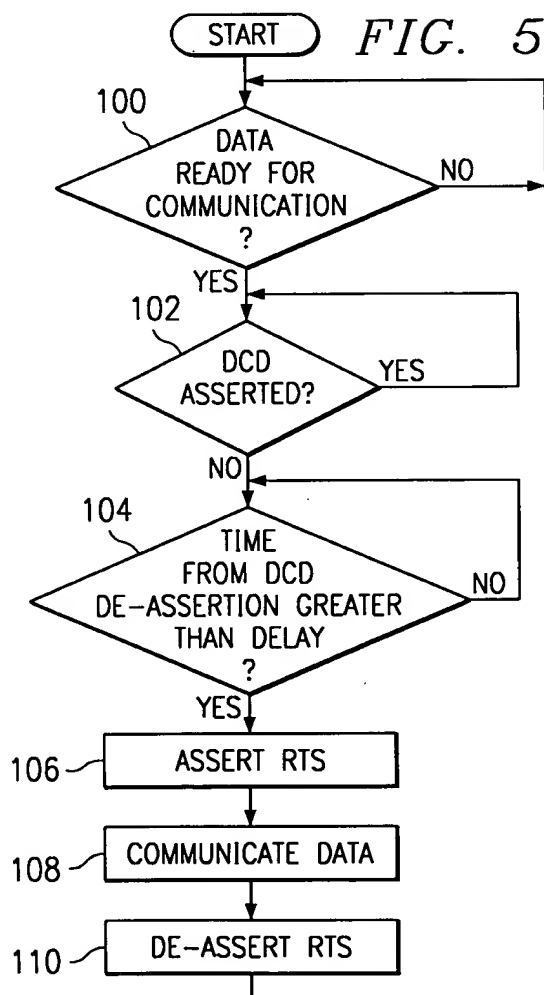 START
FIG. 5
100
DATA
READY FOR
COMMUNICATION
?
NO
YES
102
DCD
ASSERTED?
YES
NO
104
TIME
FROM DCD
DE-ASSERTION GREATER
THAN DELAY
?
NO
YES
106
ASSERT RTS
108
COMMUNICATE DATA
110
DE-ASSERT RTS